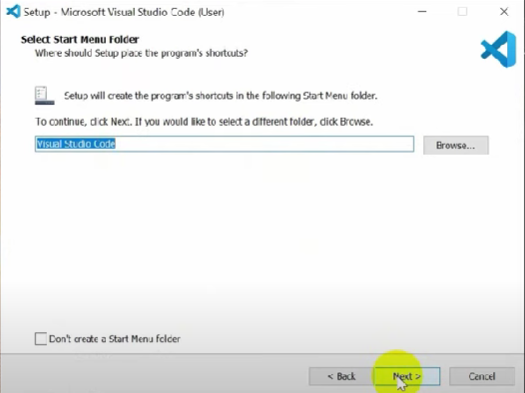 Setup - Microsoft Visual Studio Code (User)
Select Start Menu Folder
Where should Setup place the program's shortcuts?
Setup will create the program's shortcuts in the following Start Menu folder.
To continue, click Next. If you would like to select a different folder, click Browse.
Visual Studio Code
Browse...
Don't create a Start Menu folder
< Back
Next >
Cancel